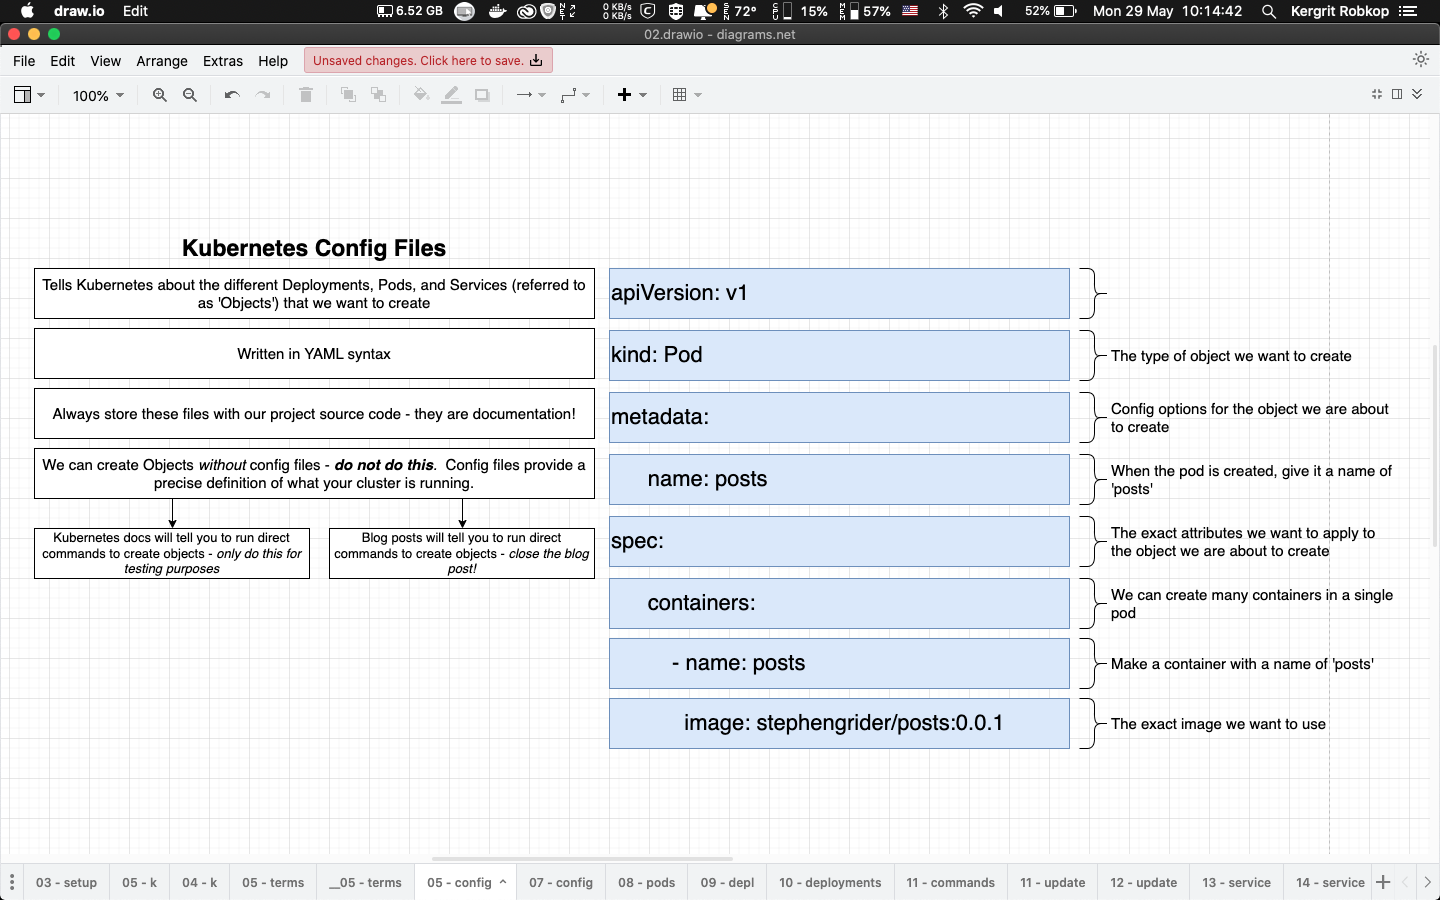 draw.io Edit 6.52 GB 0 KB/s 0 KB/s SEN 72° CPU 15% MEM 57% 52% Mon 29 May 10:14:42 Kergrit Robkop
02.drawio - diagrams.net
File Edit View Arrange Extras Help Unsaved changes. Click here to save.
100%
Kubernetes Config Files
Tells Kubernetes about the different Deployments, Pods, and Services (referred to
as 'Objects') that we want to create
Written in YAML syntax
Always store these files with our project source code - they are documentation!
We can create Objects without config files - do not do this. Config files provide a
precise definition of what your cluster is running.
Kubernetes docs will tell you to run direct
commands to create objects - only do this for
testing purposes
Blog posts will tell you to run direct
commands to create objects - close the blog
post!
apiVersion: v1
kind: Pod
The type of object we want to create
metadata:
Config options for the object we are about
to create
name: posts
When the pod is created, give it a name of
'posts'
spec:
The exact attributes we want to apply to
the object we are about to create
containers:
We can create many containers in a single
pod
- name: posts
Make a container with a name of 'posts'
image: stephengrider/posts:0.0.1
The exact image we want to use
03 - setup 05 - k 04 - k 05 - terms __05 - terms 05 - config 07 - config 08 - pods 09 - depl 10 - deployments 11 - commands 11 - update 12 - update 13 - service 14 - service